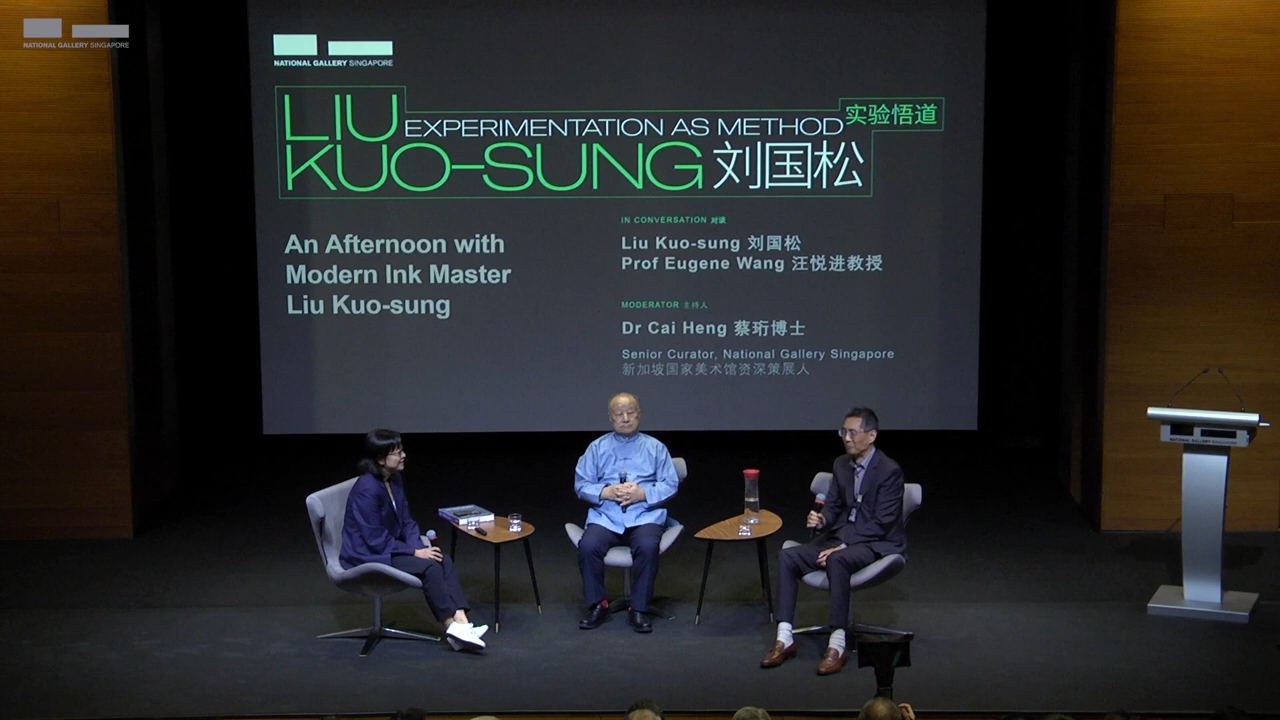 NATIONAL GALLERY SINGAPORE
NATIONAL GALLERY SINGAPORE
LIU
EXPERIMENTATION AS METHOD
实验悟道
KUO-SUNG 刘国松
An Afternoon with
Modern Ink Master
Liu Kuo-sung
IN CONVERSATION 对谈
Liu Kuo-sung 刘国松
Prof Eugene Wang 汪悦进教授
MODERATOR 主持人
Dr Cai Heng 蔡珩博士
Senior Curator, National Gallery Singapore
新加坡国家美术馆资深策展人
NATIONAL GALLERY SINGAPORE